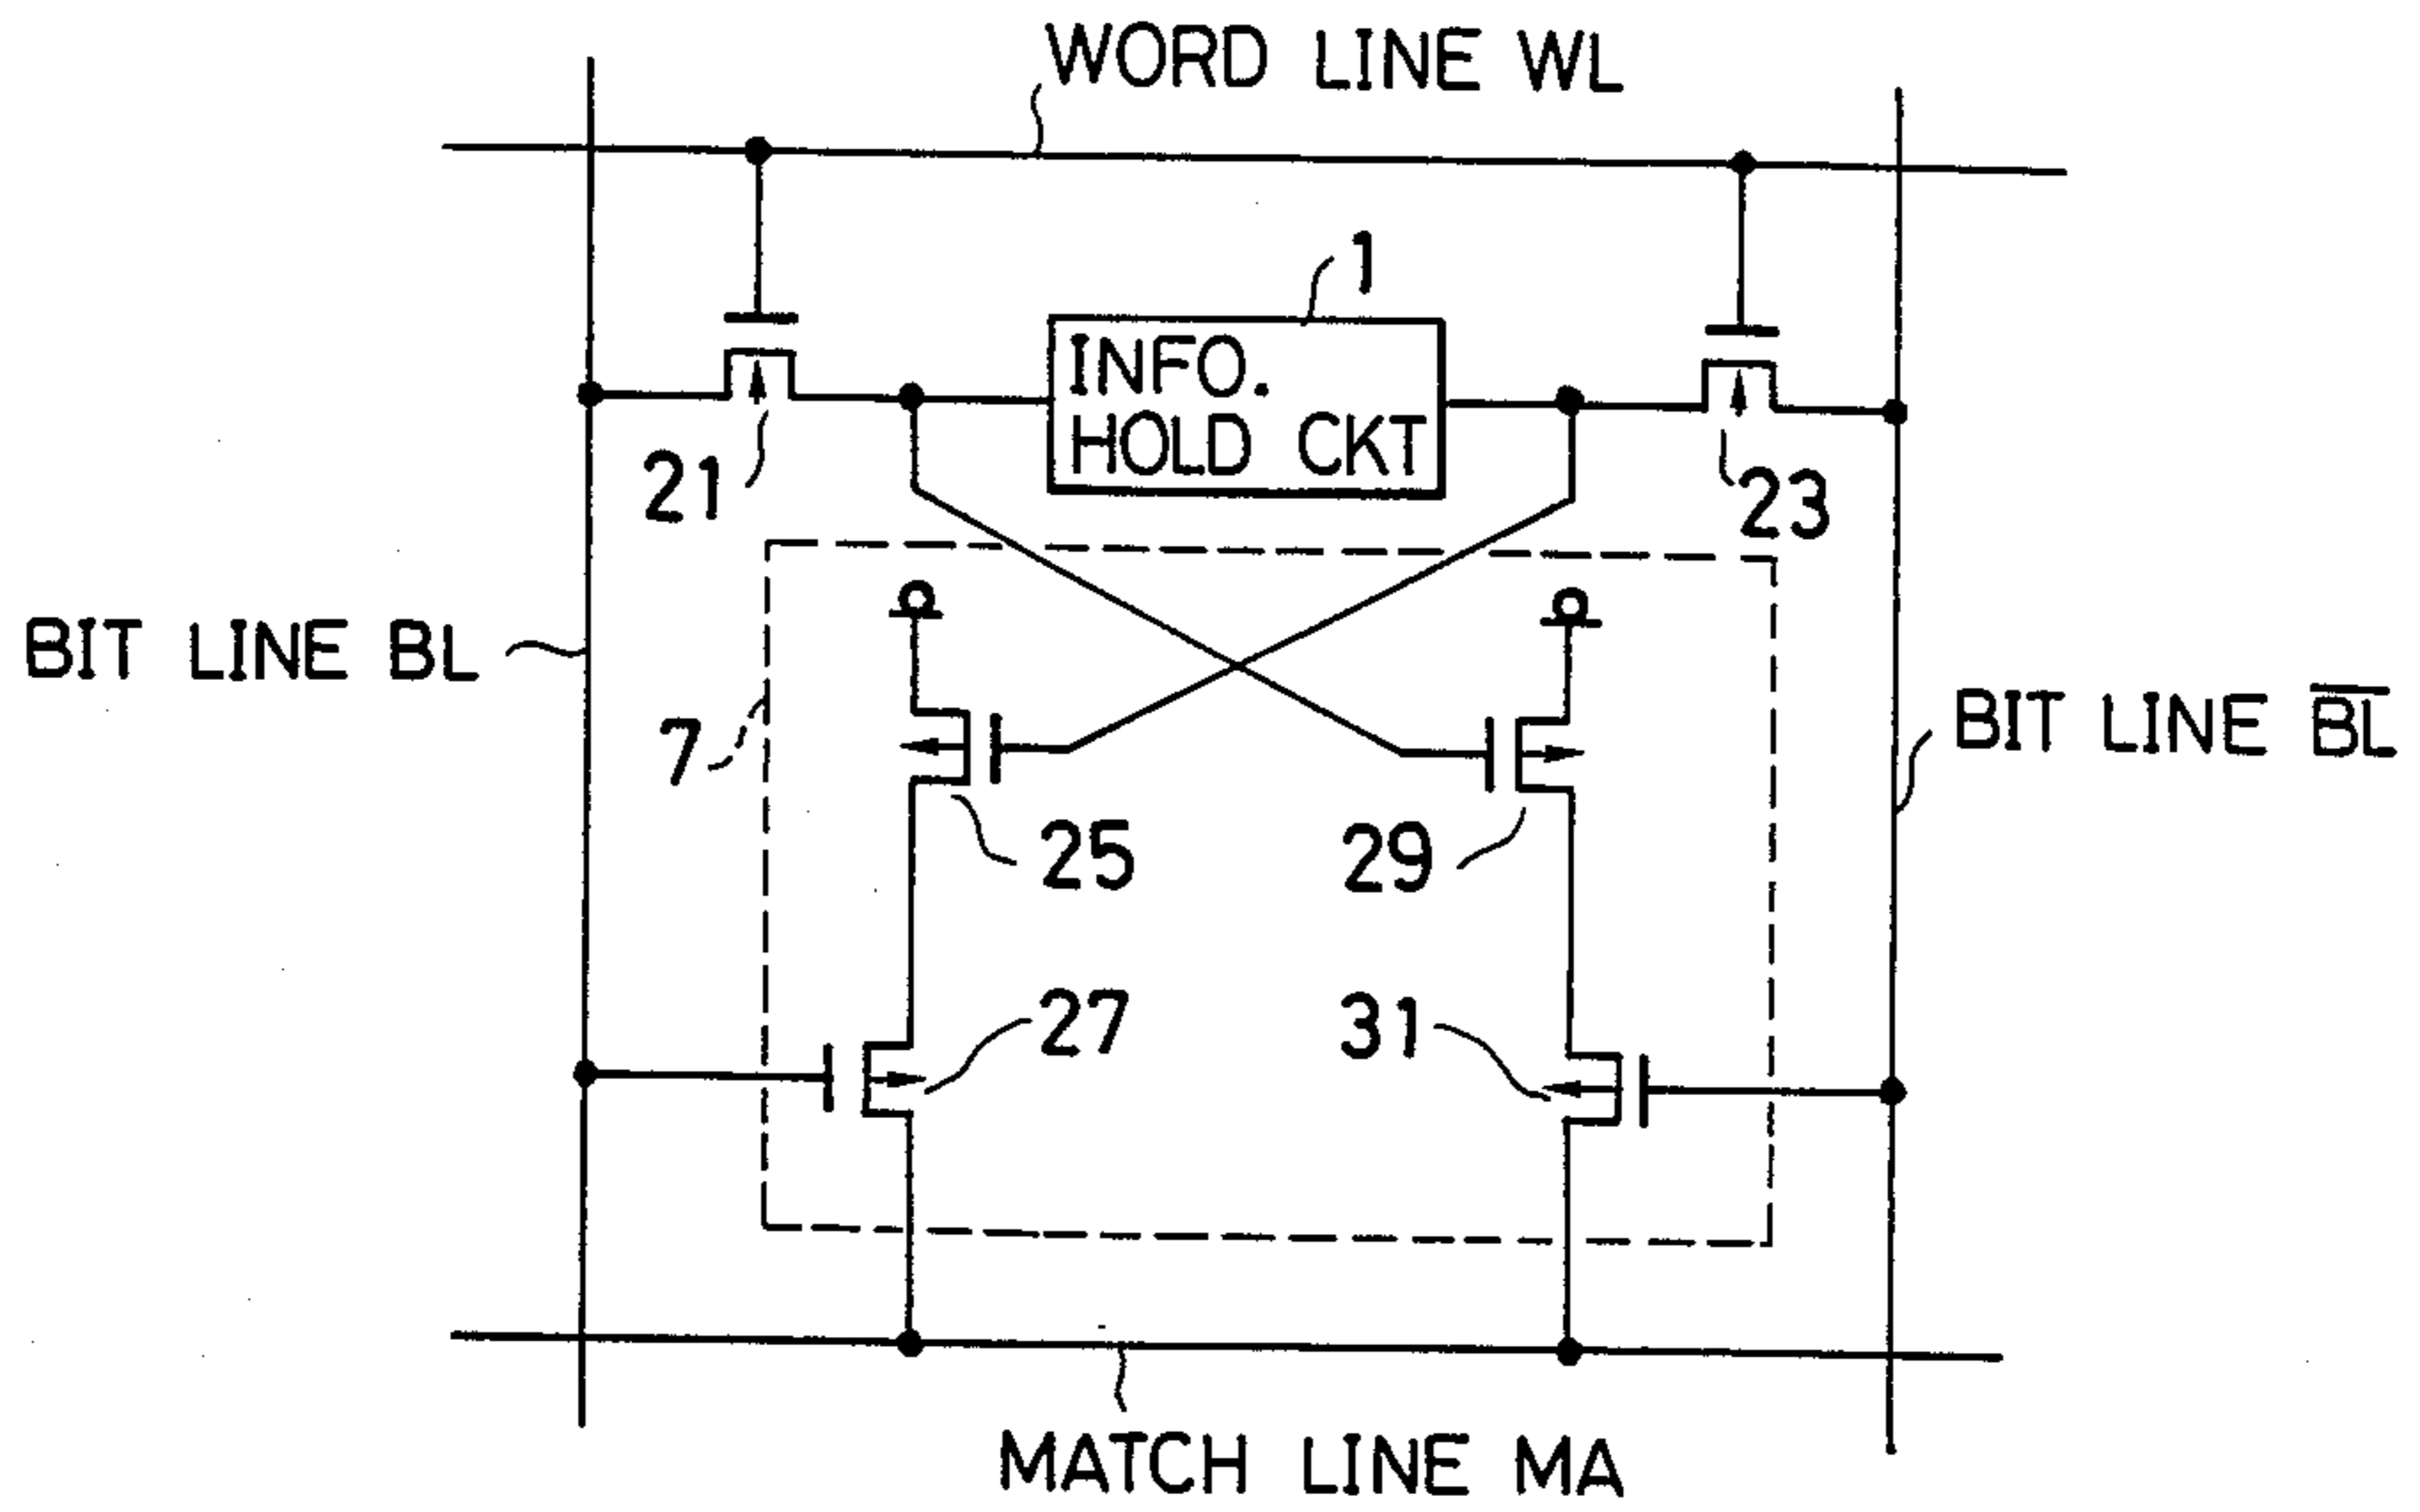 WORD LINE WL
1
INFO.
HOLD CKT
21
23
BIT LINE BL
7
BIT LINE B̅L̅
25
29
27
31
MATCH LINE MA